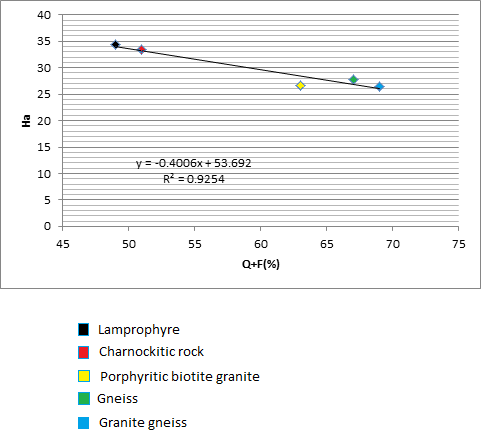 40
35
30
25
20
15
10
5
0
Ha
y = -0.4006x + 53.692
R² = 0.9254
45 50 55 60 65 70 75
Q+F(%)
Lamprophyre
Charnockitic rock
Porphyritic biotite granite
Gneiss
Granite gneiss